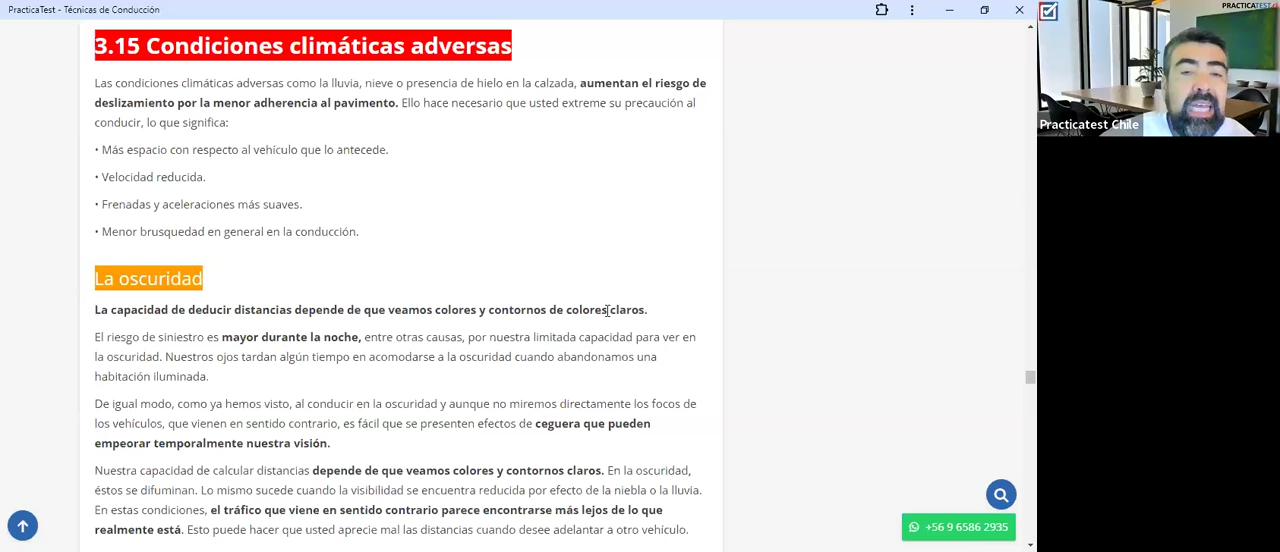 PracticaTest - Técnicas de Conducción
PRACTICATEST
3.15 Condiciones climáticas adversas
Las condiciones climáticas adversas como la lluvia, nieve o presencia de hielo en la calzada, aumentan el riesgo de
deslizamiento por la menor adherencia al pavimento. Ello hace necesario que usted extreme su precaución al
conducir, lo que significa:
• Más espacio con respecto al vehículo que lo antecede.
• Velocidad reducida.
• Frenadas y aceleraciones más suaves.
• Menor brusquedad en general en la conducción.
La oscuridad
La capacidad de deducir distancias depende de que veamos colores y contornos de colores claros.
El riesgo de siniestro es mayor durante la noche, entre otras causas, por nuestra limitada capacidad para ver en
la oscuridad. Nuestros ojos tardan algún tiempo en acomodarse a la oscuridad cuando abandonamos una
habitación iluminada.
De igual modo, como ya hemos visto, al conducir en la oscuridad y aunque no miremos directamente los focos de
los vehículos, que vienen en sentido contrario, es fácil que se presenten efectos de ceguera que pueden
empeorar temporalmente nuestra visión.
Nuestra capacidad de calcular distancias depende de que veamos colores y contornos claros. En la oscuridad,
éstos se difuminan. Lo mismo sucede cuando la visibilidad se encuentra reducida por efecto de la niebla o la lluvia.
En estas condiciones, el tráfico que viene en sentido contrario parece encontrarse más lejos de lo que
realmente está. Esto puede hacer que usted aprecie mal las distancias cuando desee adelantar a otro vehículo.
Practicatest Chile
+56 9 6586 2935